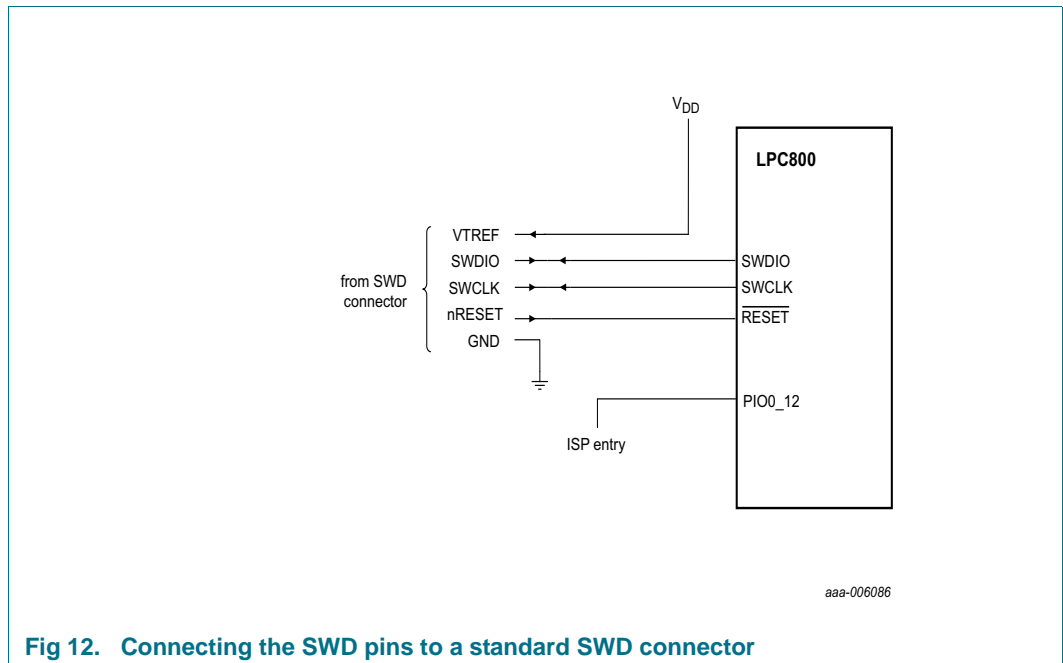 VDD
LPC800
VTREF
SWDIO
SWCLK
nRESET
GND
from SWD
connector
SWDIO
SWCLK
RESET
PIO0_12
ISP entry
aaa-006086
Fig 12. Connecting the SWD pins to a standard SWD connector